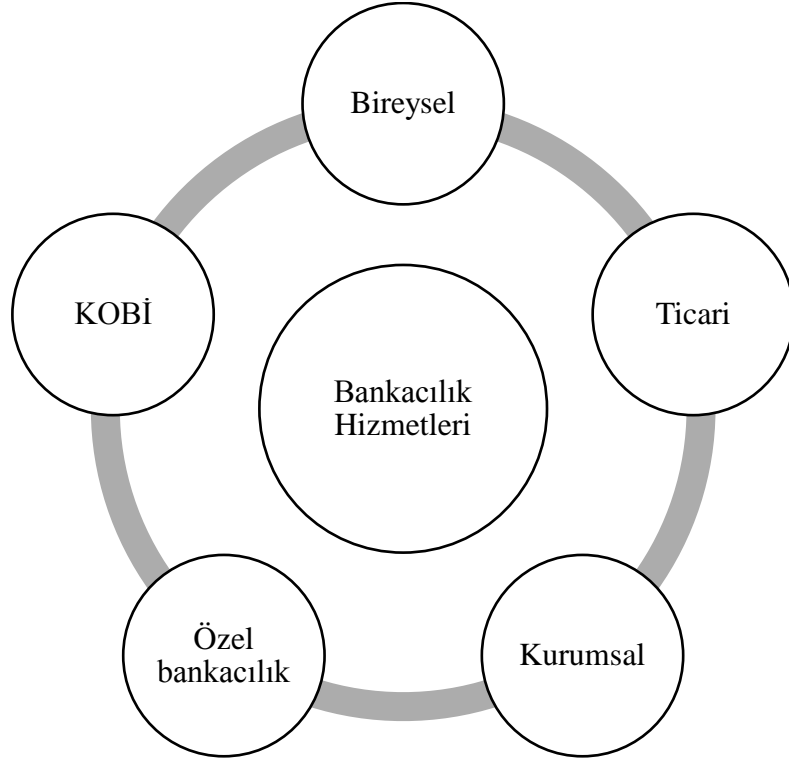 Bireysel
KOBİ
Ticari
Bankacılık
Hizmetleri
Özel
bankacılık
Kurumsal